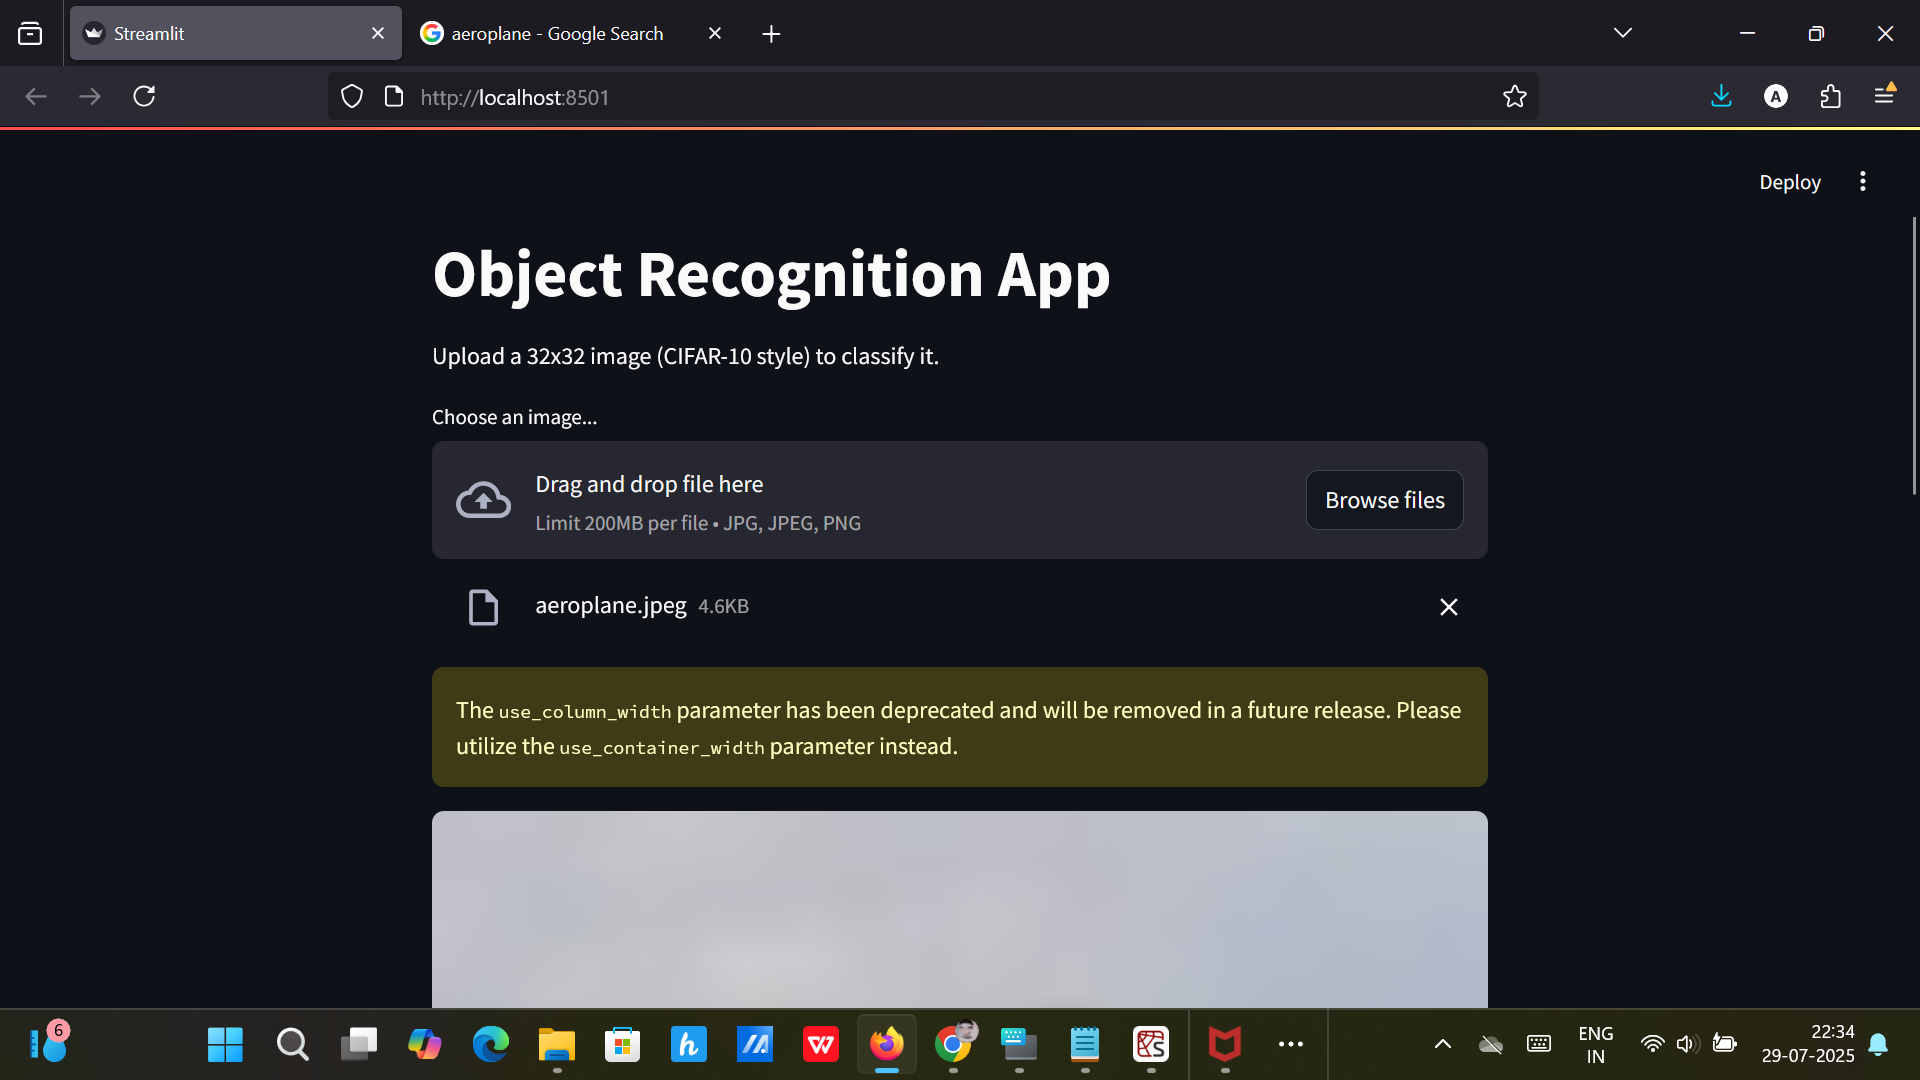 Streamlit
aeroplane - Google Search
http://localhost:8501
A
Deploy
Object Recognition App
Upload a 32x32 image (CIFAR-10 style) to classify it.
Choose an image...
Drag and drop file here
Limit 200MB per file • JPG, JPEG, PNG
Browse files
aeroplane.jpeg 4.6KB
The use_column_width parameter has been deprecated and will be removed in a future release. Please
utilize the use_container_width parameter instead.
6
h
W
ENG
IN
22:34
29-07-2025